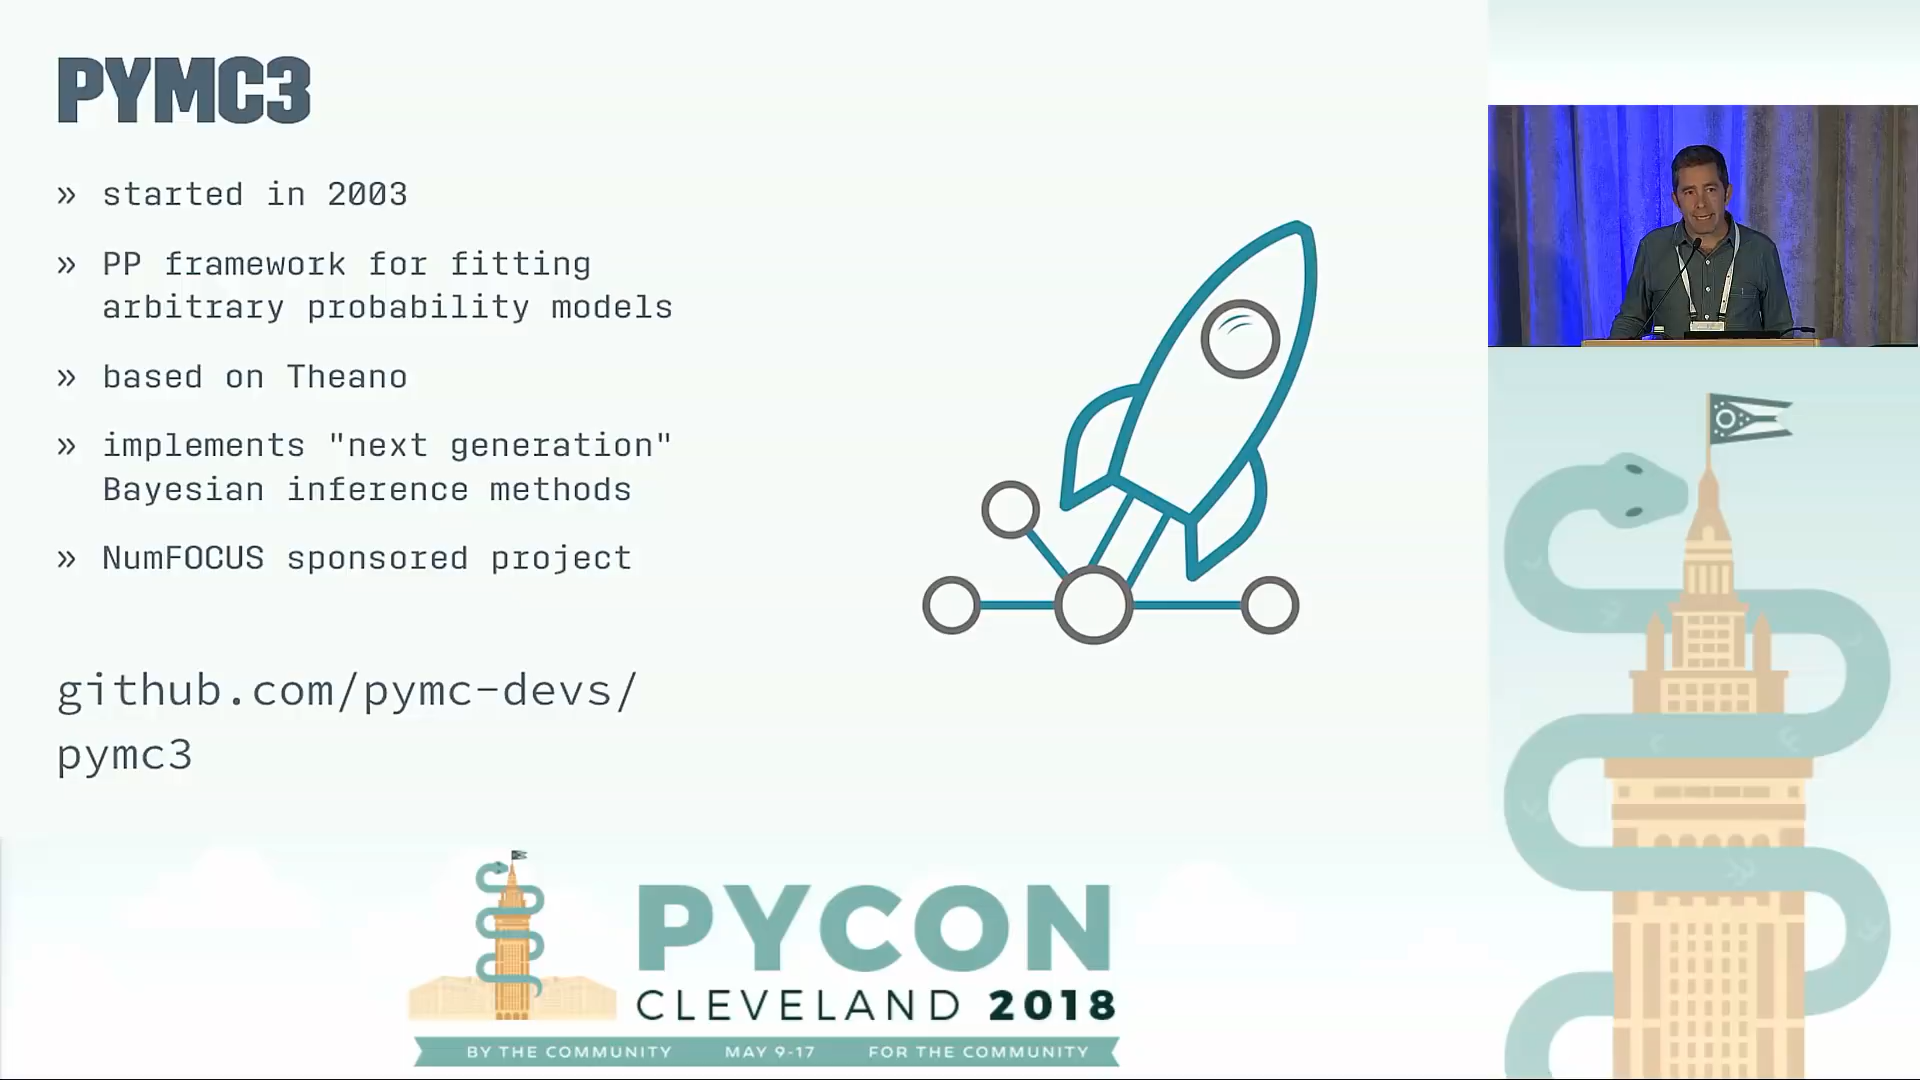 PYMC3
» started in 2003
» PP framework for fitting
arbitrary probability models
» based on Theano
» implements "next generation"
Bayesian inference methods
» NumFOCUS sponsored project
github.com/pymc-devs/
pymc3
PYCON
CLEVELAND 2018
BY THE COMMUNITY MAY 9-17 FOR THE COMMUNITY